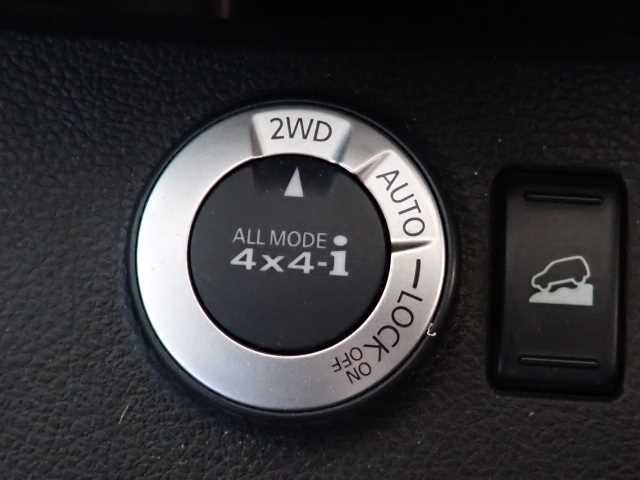 2WD
AUTO
LOCK
ON
OFF
ALL MODE
4x4-i